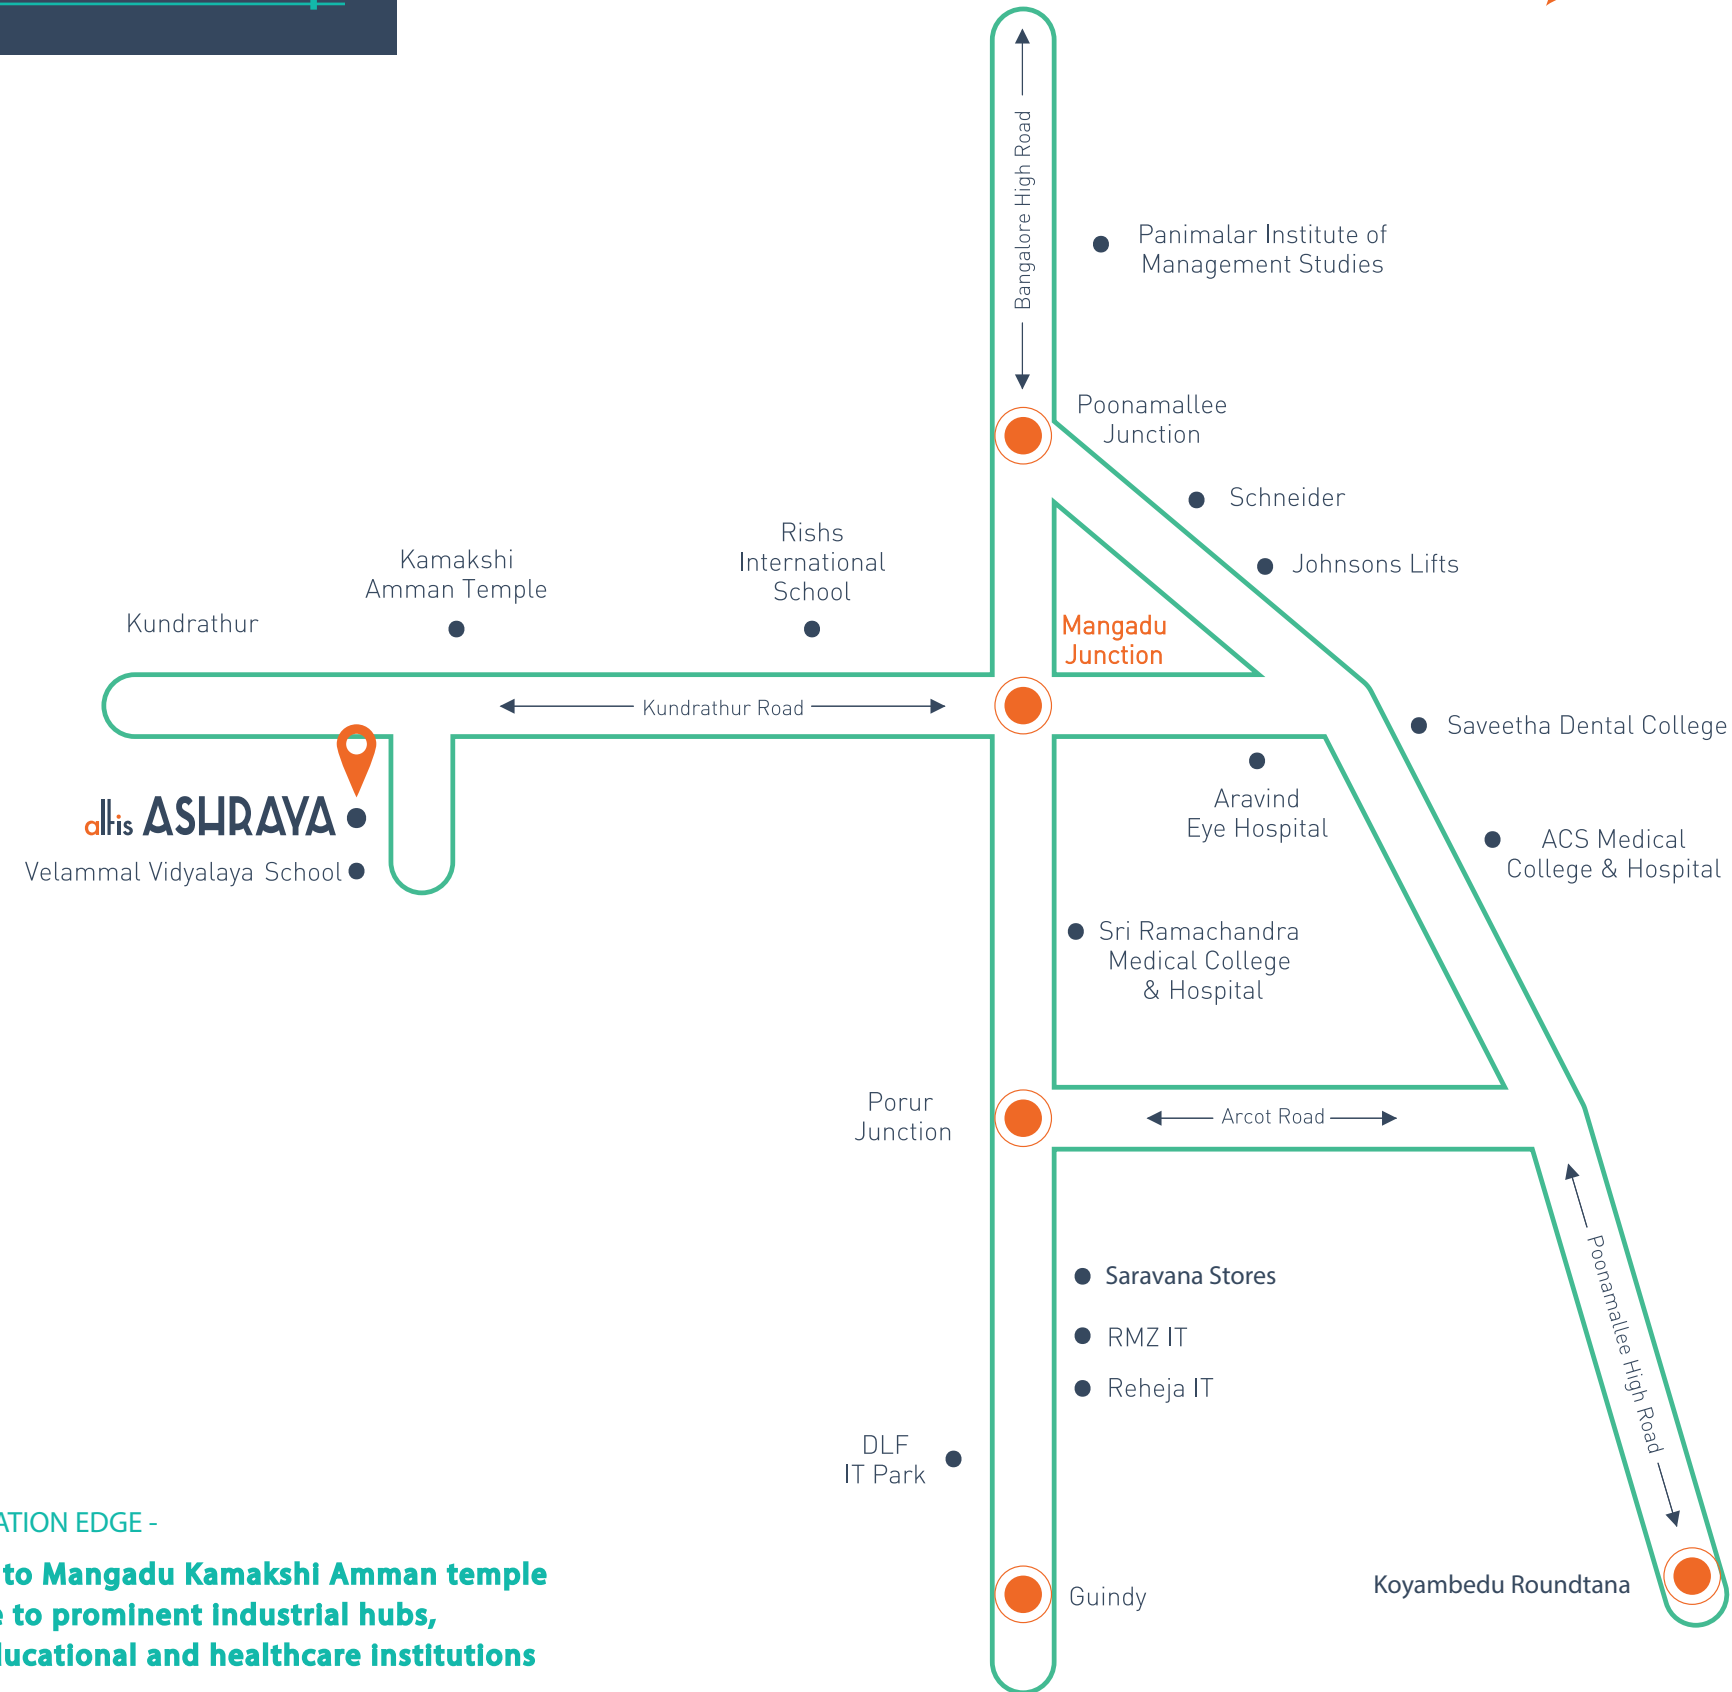 Bangalore High Road
Panimalar Institute of
Management Studies
Poonamallee
Junction
Schneider
Johnsons Lifts
Rishs
International
School
Kamakshi
Amman Temple
Kundrathur
Mangadu
Junction
Kundrathur Road
Saveetha Dental College
Aravind
Eye Hospital
altis ASHRAYA
Velammal Vidyalaya School
ACS Medical
College & Hospital
Sri Ramachandra
Medical College
& Hospital
Porur
Junction
Arcot Road
Poonamallee High Road
Saravana Stores
RMZ IT
Reheja IT
DLF
IT Park
Guindy
Koyambedu Roundtana
EDGE -
to Mangadu Kamakshi Amman temple
to prominent industrial hubs,
and healthcare institutions